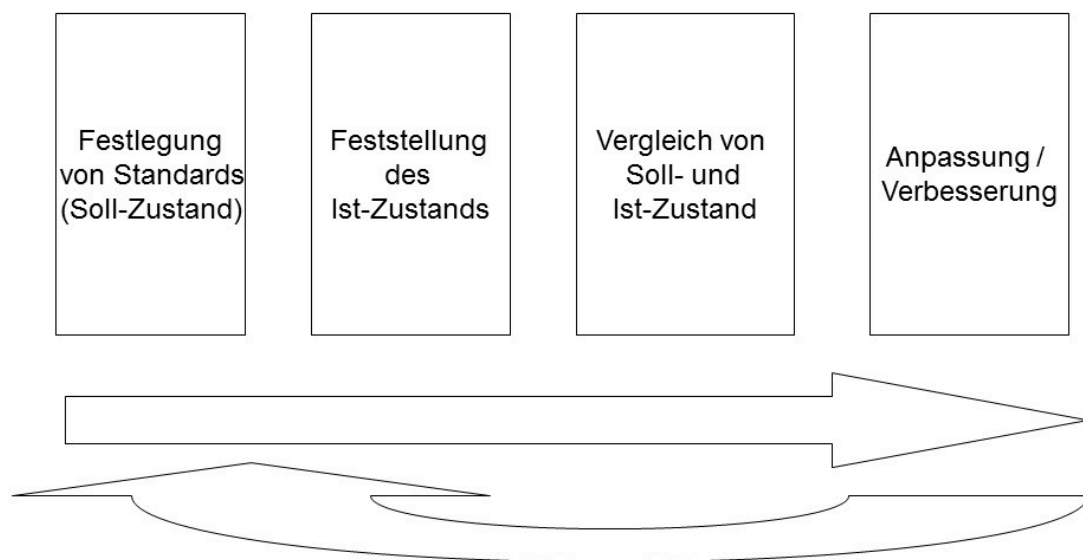 Festlegung
von Standards
(Soll-Zustand)
Feststellung
des
Ist-Zustands
Vergleich von
Soll- und
Ist-Zustand
Anpassung /
Verbesserung